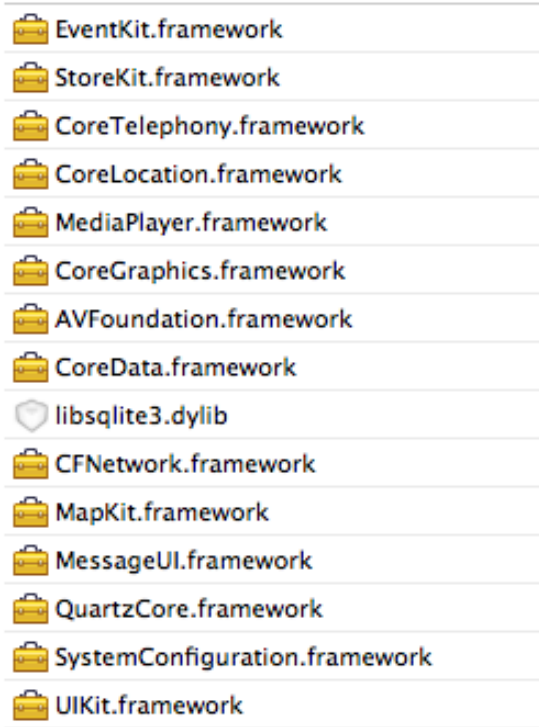 EventKit.framework
StoreKit.framework
CoreTelephony.framework
CoreLocation.framework
MediaPlayer.framework
CoreGraphics.framework
AVFoundation.framework
CoreData.framework
libsqlite3.dylib
CFNetwork.framework
MapKit.framework
MessageUI.framework
QuartzCore.framework
SystemConfiguration.framework
UIKit.framework